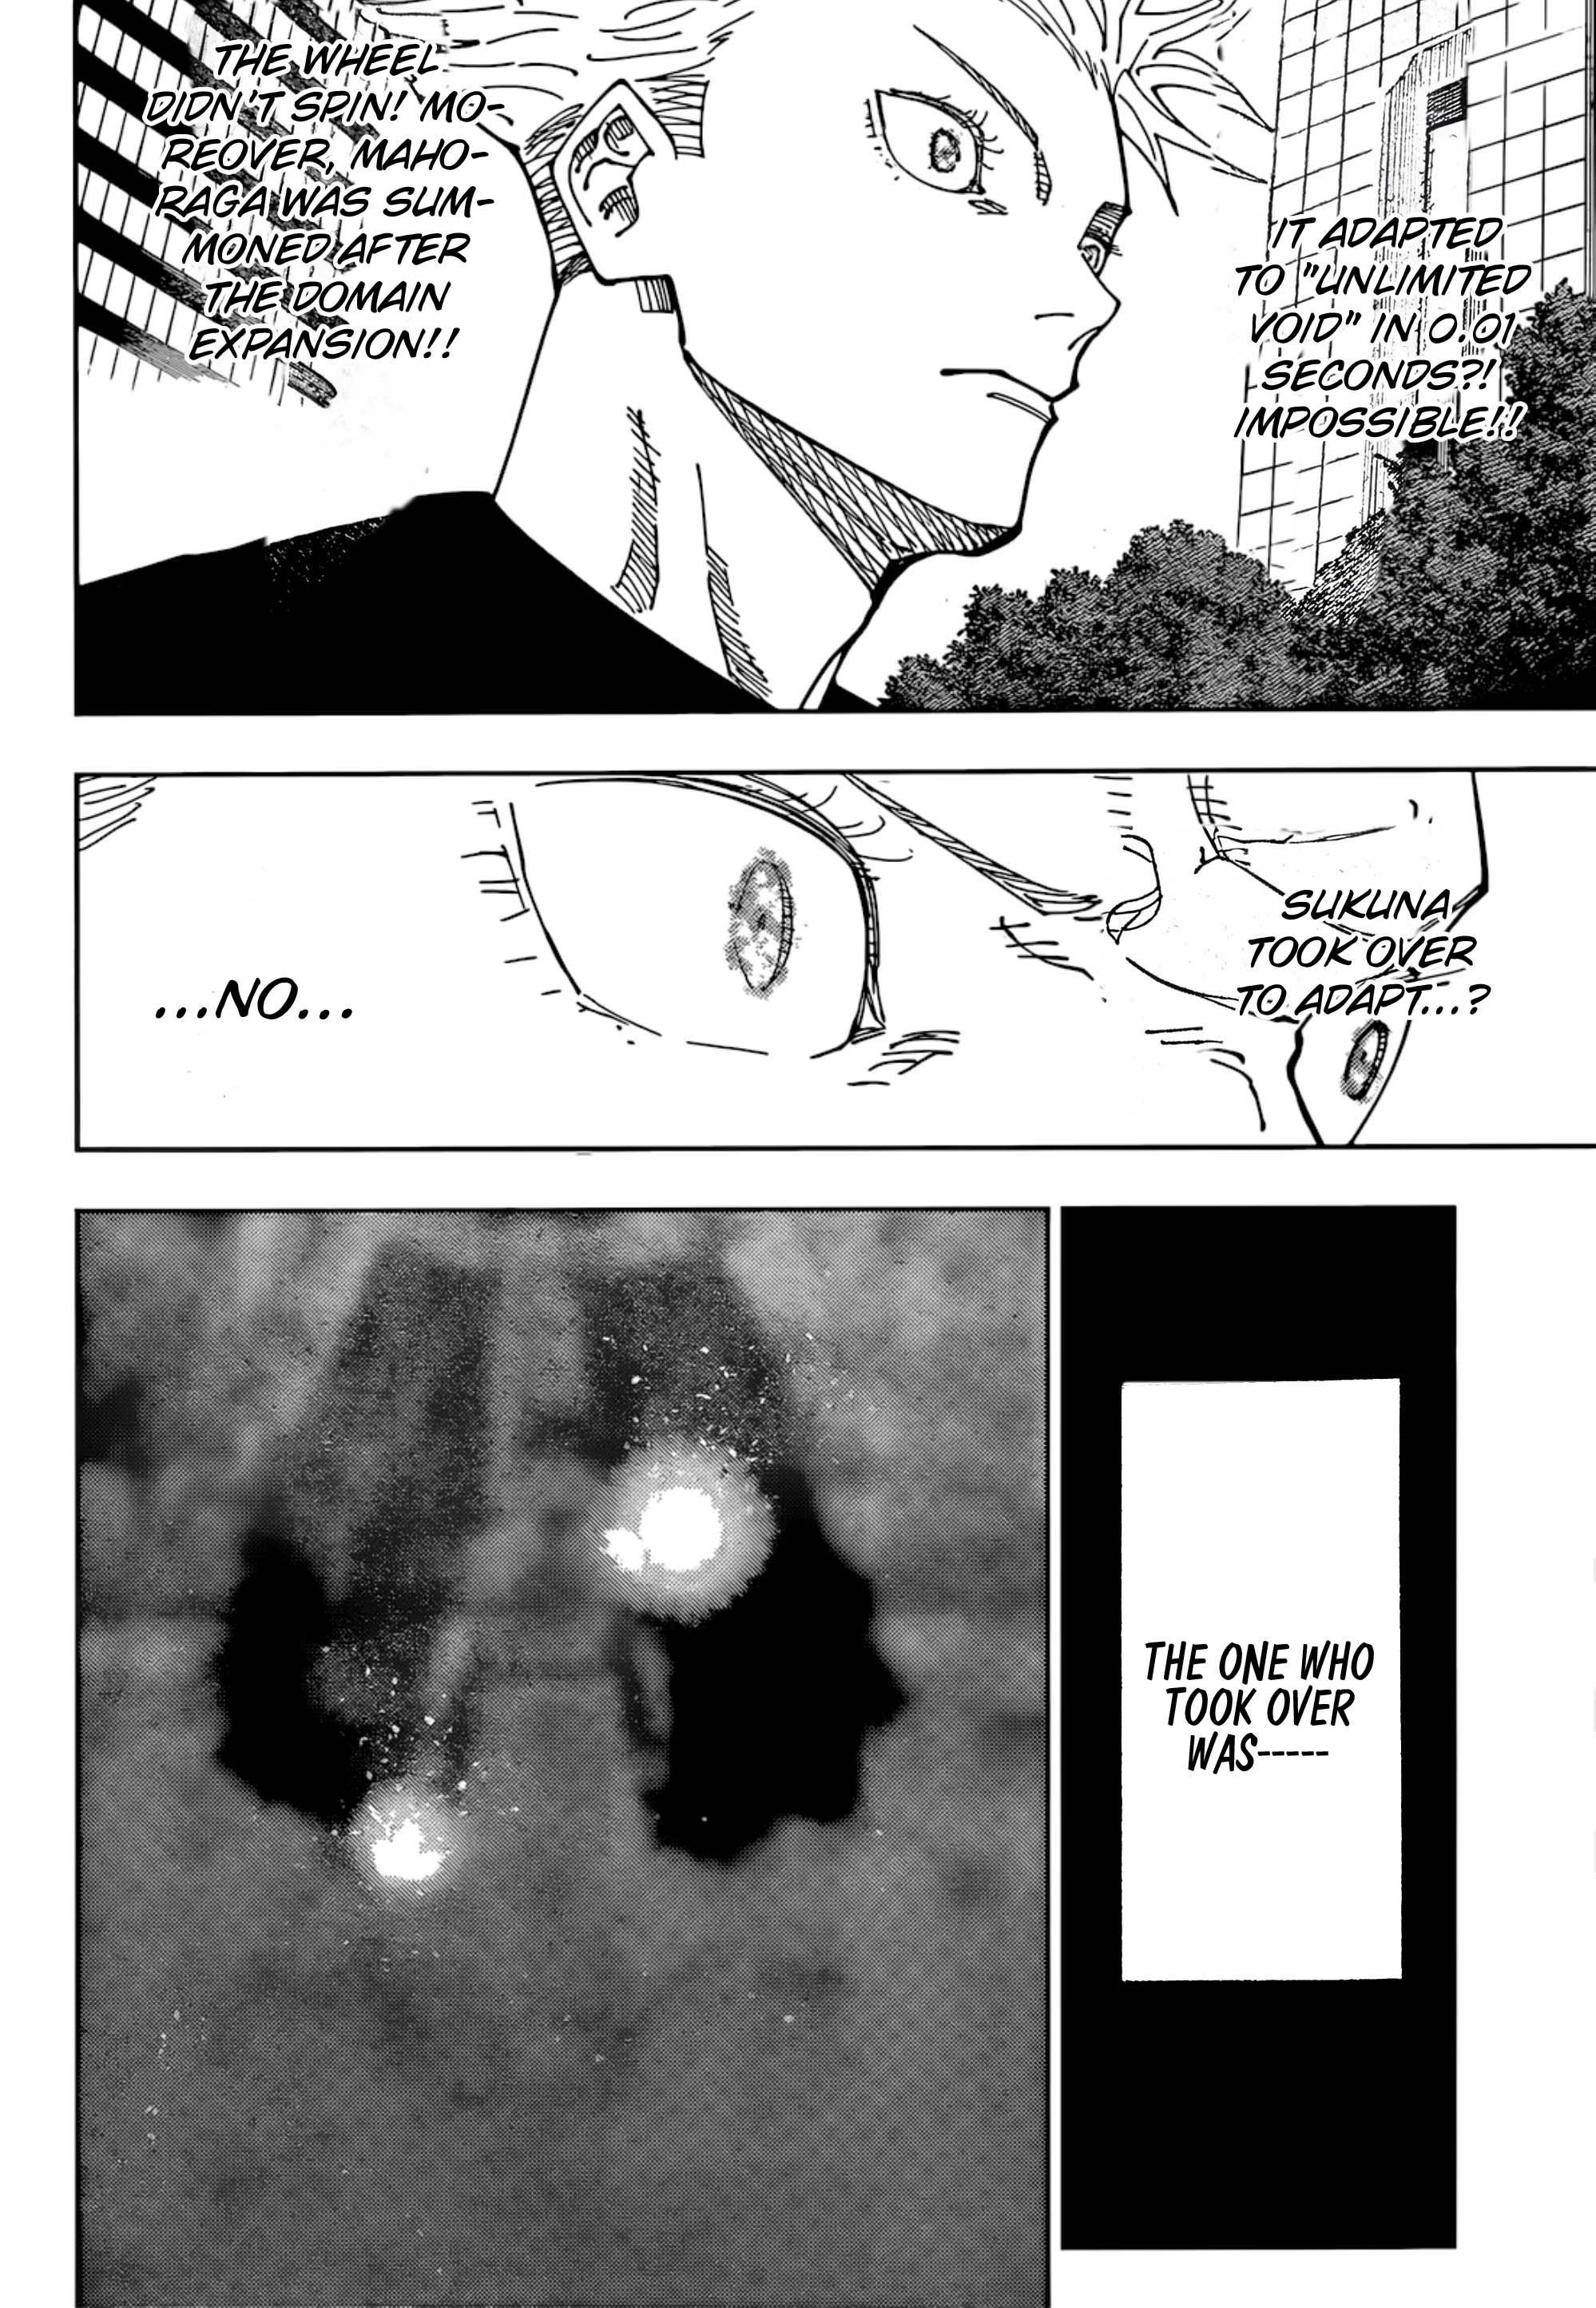 IT ADAPTED
TO "UNLIMITED
VOID" IN 0.01
SECONDS?!
IMPOSSIBLE!!
THE WHEEL
DIDN'T SPIN! MO-
REOVER, MAHO-
RAGA WAS SUM-
MONED AFTER
THE DOMAIN
EXPANSION!!
SUKUNA
TOOK OVER
TO ADAPT...?
...NO...
THE ONE WHO
TOOK OVER
WAS-----